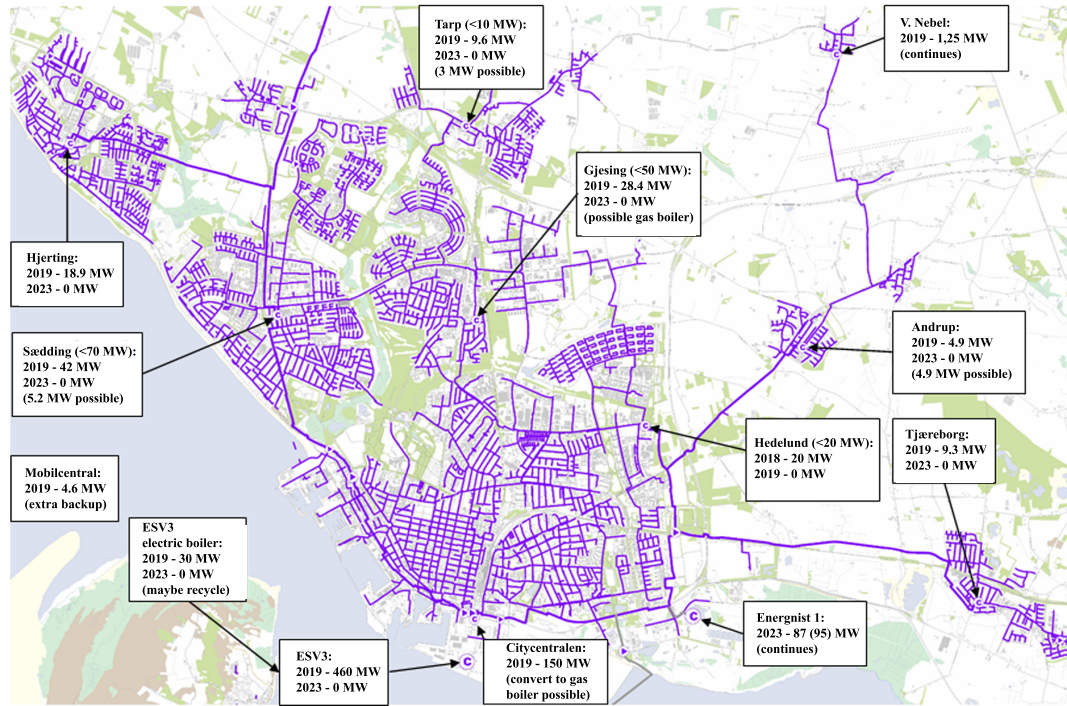 Tarp (<10 MW):
2019 - 9.6 MW
2023 - 0 MW
(3 MW possible)
V. Nebel:
2019 - 1,25 MW
(continues)
Gjesing (<50 MW):
2019 - 28.4 MW
2023 - 0 MW
(possible gas boiler)
Hjerting:
2019 - 18.9 MW
2023 - 0 MW
Sædding (<70 MW):
2019 - 42 MW
2023 - 0 MW
(5.2 MW possible)
Andrup:
2019 - 4.9 MW
2023 - 0 MW
(4.9 MW possible)
Hedelund (<20 MW):
2018 - 20 MW
2019 - 0 MW
Tjæreborg:
2019 - 9.3 MW
2023 - 0 MW
Mobilcentral:
2019 - 4.6 MW
(extra backup)
ESV3
electric boiler:
2019 - 30 MW
2023 - 0 MW
(maybe recycle)
ESV3:
2019 - 460 MW
2023 - 0 MW
Citycentralen:
2019 - 150 MW
(convert to gas
boiler possible)
Energnist 1:
2023 - 87 (95) MW
(continues)
C
C
C
C
C
C
C
C
C
C
C